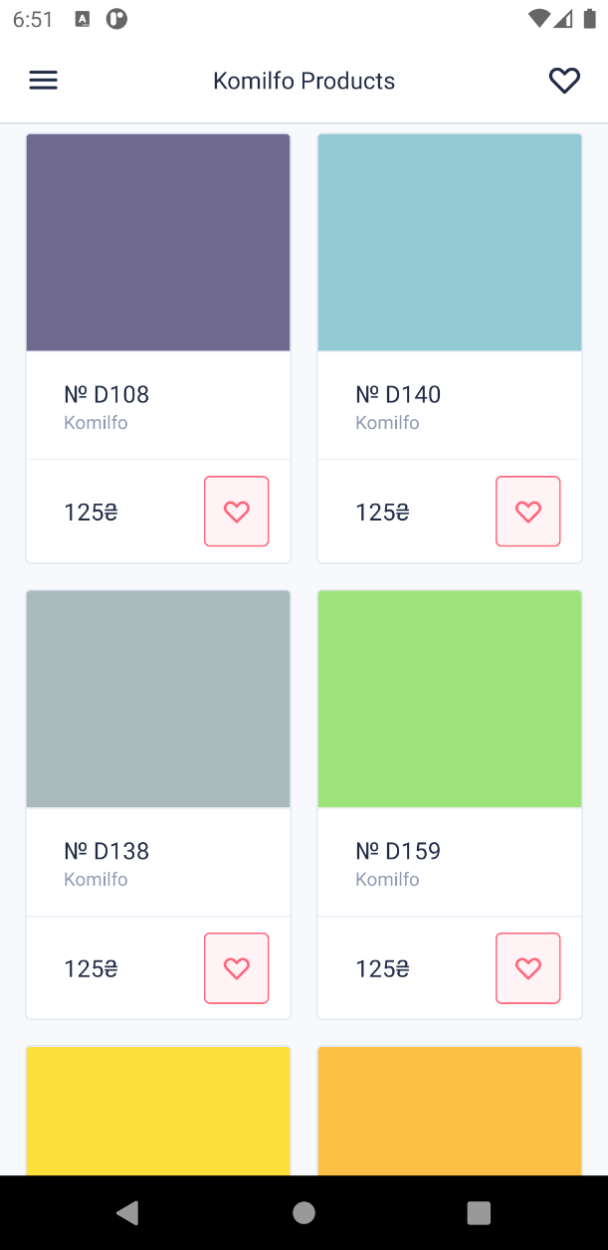 6:51
Komilfo Products
№ D108
Komilfo
125₴
№ D140
Komilfo
125₴
№ D138
Komilfo
125₴
№ D159
Komilfo
125₴